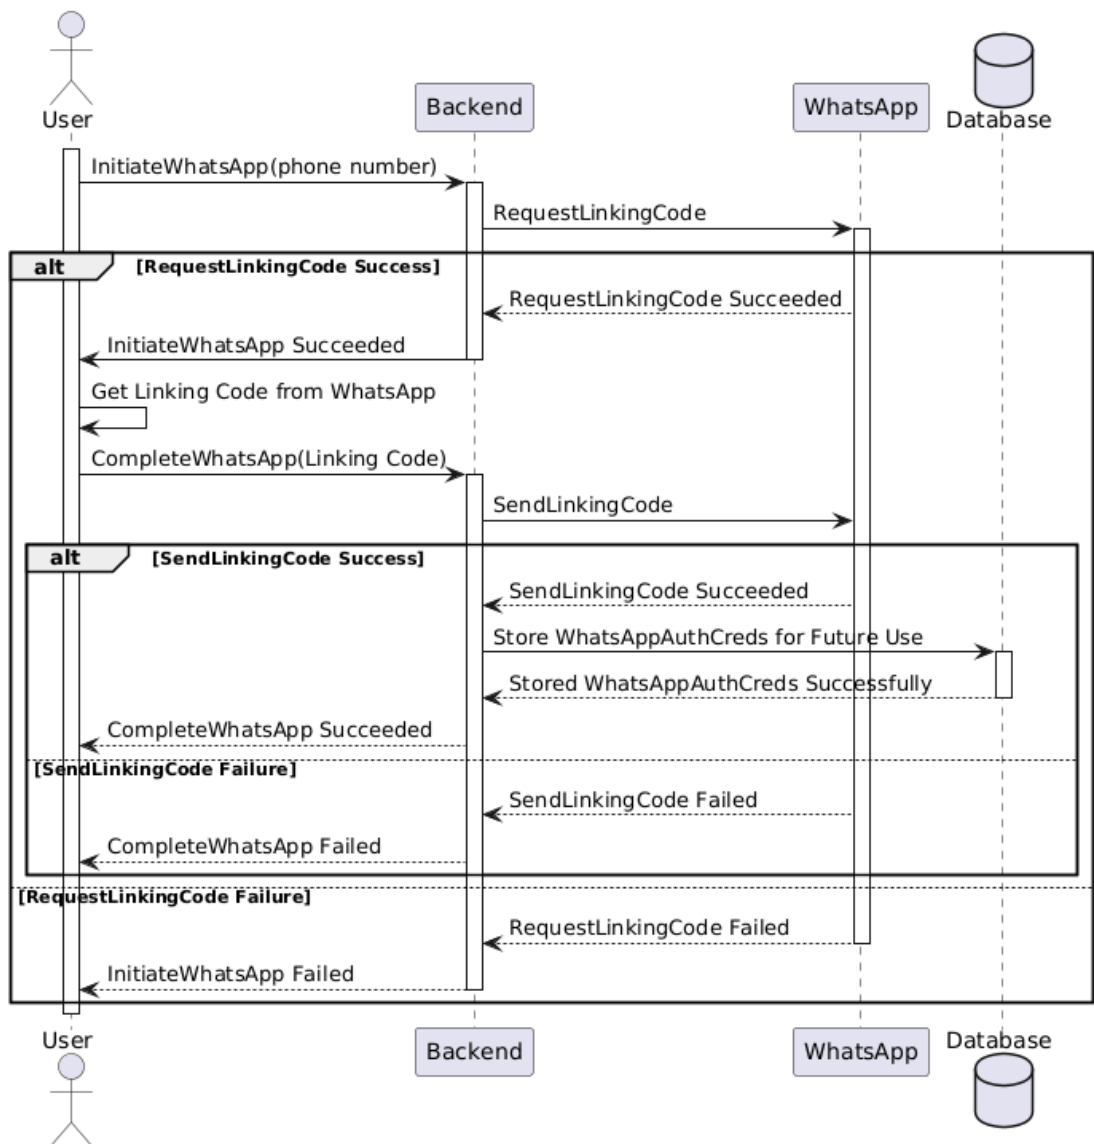 User
Backend
WhatsApp
Database
InitiateWhatsApp(phone number)
RequestLinkingCode
alt
[RequestLinkingCode Success]
RequestLinkingCode Succeeded
InitiateWhatsApp Succeeded
Get Linking Code from WhatsApp
CompleteWhatsApp(Linking Code)
SendLinkingCode
alt
[SendLinkingCode Success]
SendLinkingCode Succeeded
Store WhatsAppAuthCreds for Future Use
Stored WhatsAppAuthCreds Successfully
CompleteWhatsApp Succeeded
[SendLinkingCode Failure]
SendLinkingCode Failed
CompleteWhatsApp Failed
[RequestLinkingCode Failure]
RequestLinkingCode Failed
InitiateWhatsApp Failed
User
Backend
WhatsApp
Database